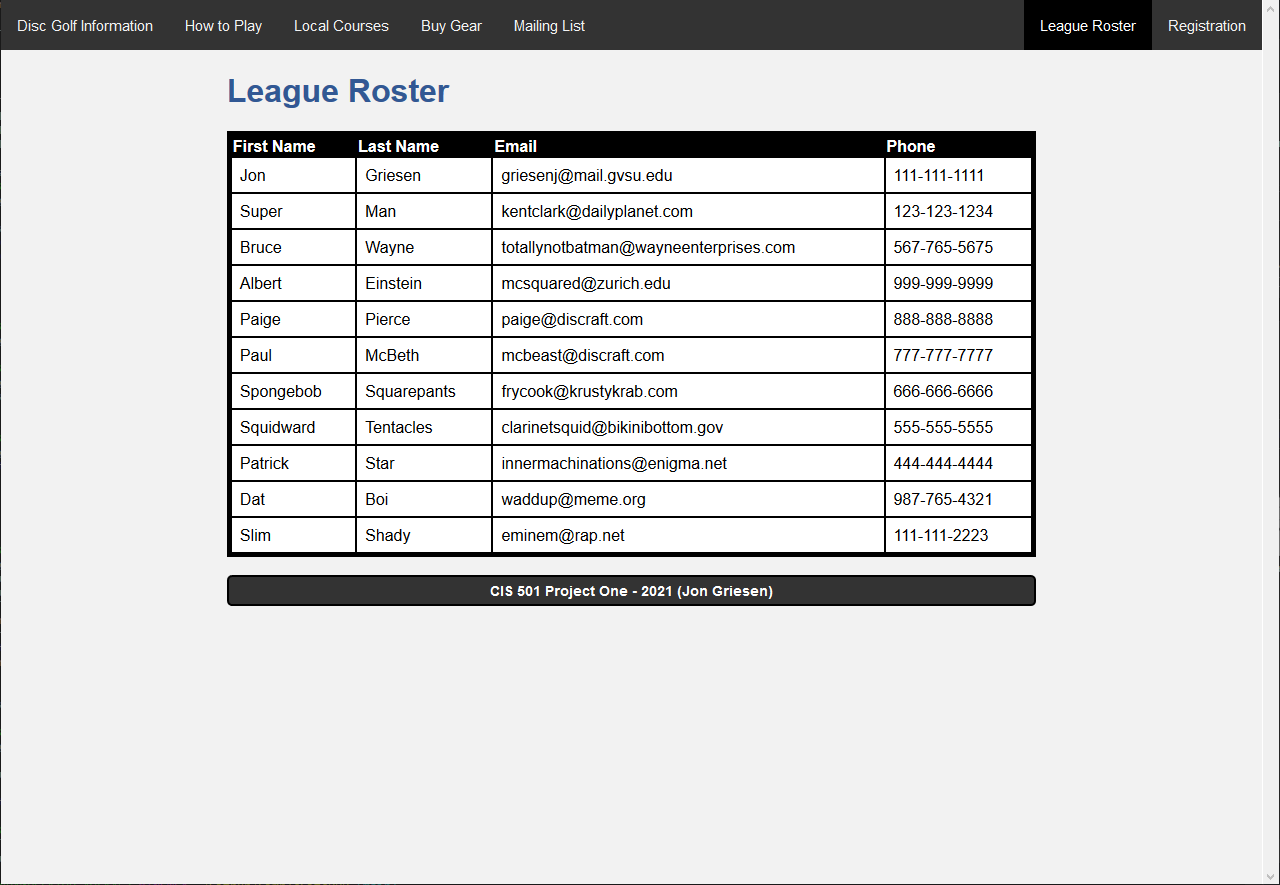 Disc Golf Information How to Play Local Courses Buy Gear Mailing List League Roster Registration
League Roster
First Name Last Name Email Phone
Jon Griesen griesenj@mail.gvsu.edu 111-111-1111
Super Man kentclark@dailyplanet.com 123-123-1234
Bruce Wayne totallynotbatman@wayneenterprises.com 567-765-5675
Albert Einstein mcsquared@zurich.edu 999-999-9999
Paige Pierce paige@discraft.com 888-888-8888
Paul McBeth mcbeast@discraft.com 777-777-7777
Spongebob Squarepants frycook@krustykrab.com 666-666-6666
Squidward Tentacles clarinetsquid@bikinibottom.gov 555-555-5555
Patrick Star innermachinations@enigma.net 444-444-4444
Dat Boi waddup@meme.org 987-765-4321
Slim Shady eminem@rap.net 111-111-2223
CIS 501 Project One - 2021 (Jon Griesen)